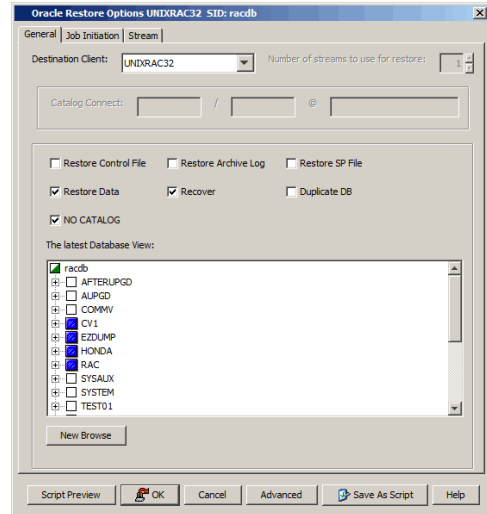 Oracle Restore Options UNIXRAC32 SID: racdb
General Job Initiation Stream
Destination Client: UNIXRAC32 Number of streams to use for restore: 1
Catalog Connect: / @
Restore Control File Restore Archive Log Restore SP File
Restore Data Recover Duplicate DB
NO CATALOG
The latest Database View:
racdb
AFTERUPGD
AUPGD
COMMV
CV1
EZDUMP
HONDA
RAC
SYSAUX
SYSTEM
TEST01
New Browse
Script Preview OK Cancel Advanced Save As Script Help